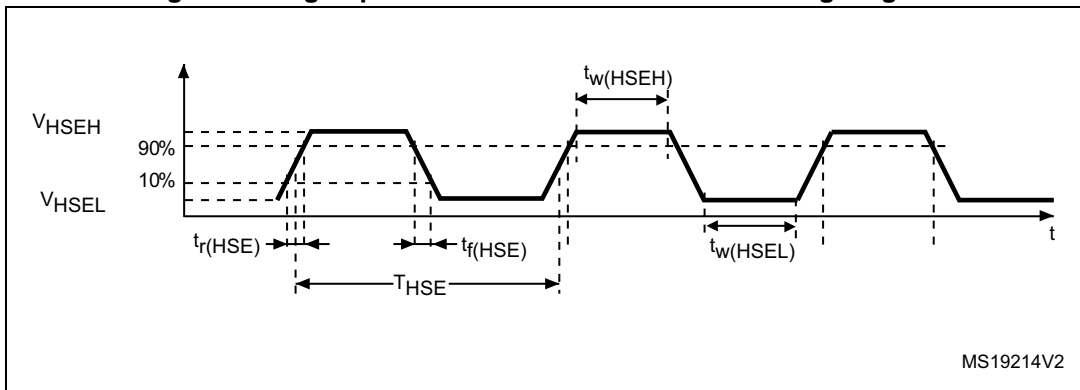 tw(HSEH)
VHSEH
90%
10%
VHSEL
tr(HSE)
tf(HSE)
tw(HSEL)
t
THSE
MS19214V2